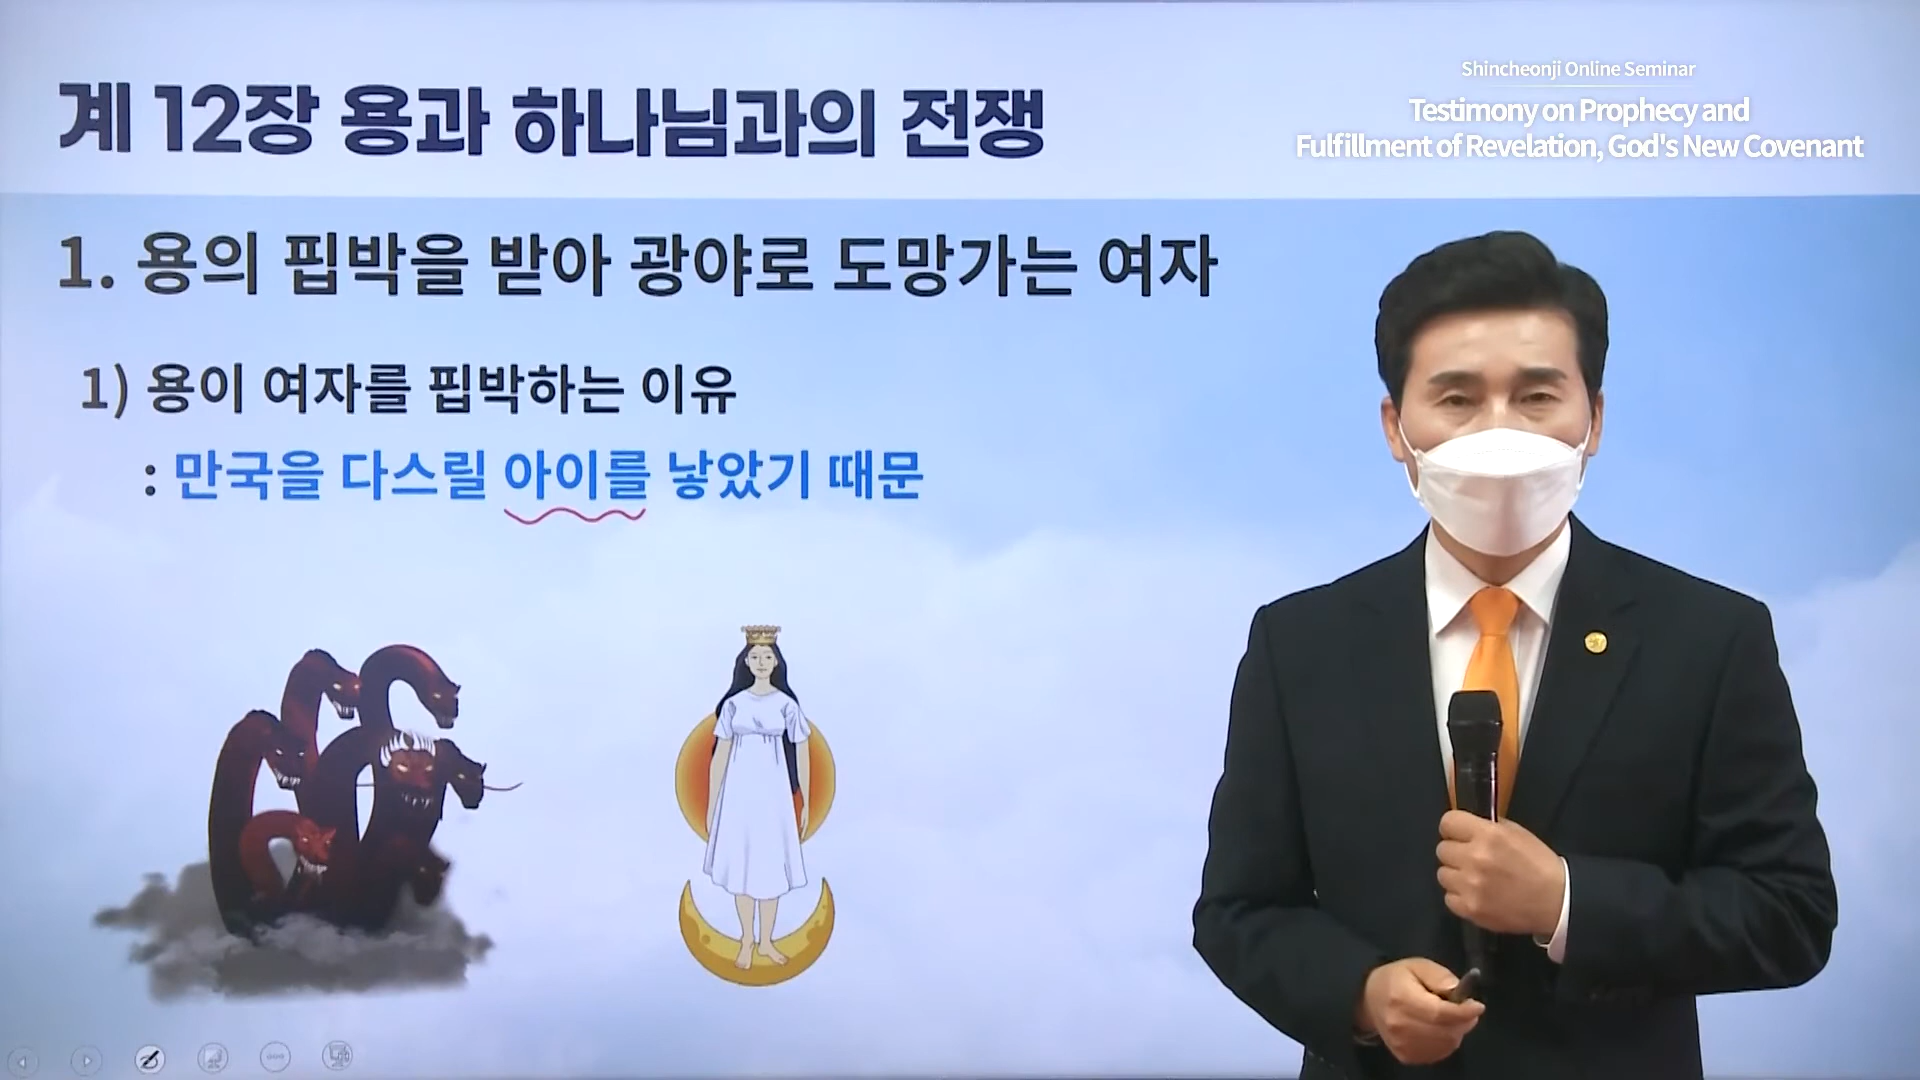 계 12장 용과 하나님과의 전쟁
Shincheonji Online Seminar
Testimony on Prophecy and
Fulfillment of Revelation, God's New Covenant
1. 용의 핍박을 받아 광야로 도망가는 여자
1) 용이 여자를 핍박하는 이유
: 만국을 다스릴 아이를 낳았기 때문